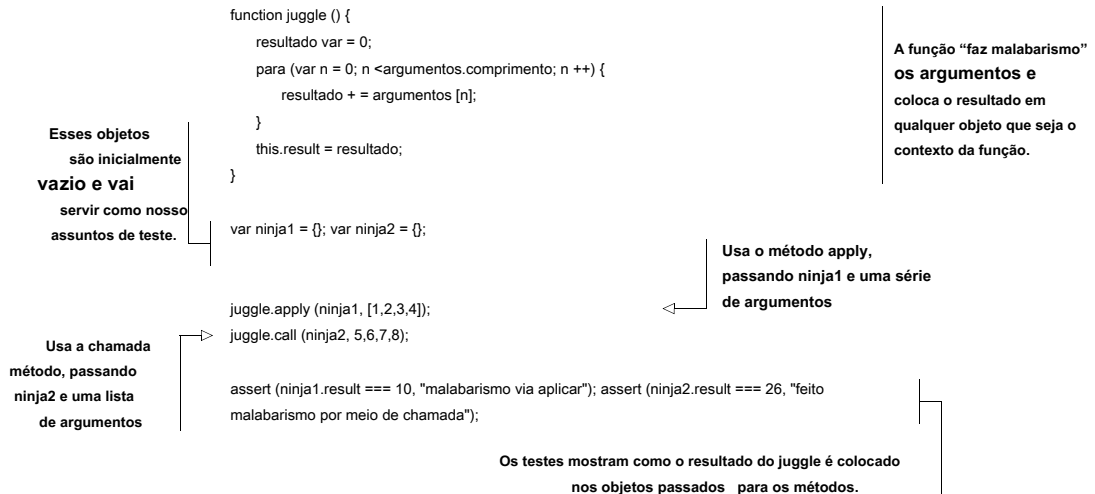 function juggle () {
resultado var = 0;
para (var n = 0; n <argumentos.comprimento; n ++) {
resultado + = argumentos [n];
}
this.result = resultado;
}
A função “faz malabarismo”
os argumentos e
coloca o resultado em
qualquer objeto que seja o
contexto da função.
Esses objetos
são inicialmente
vazio e vai
servir como nosso
assuntos de teste.
var ninja1 = {}; var ninja2 = {};
Usa o método apply,
passando ninja1 e uma série
de argumentos
juggle.apply (ninja1, [1,2,3,4]);
juggle.call (ninja2, 5,6,7,8);
Usa a chamada
método, passando
ninja2 e uma lista
de argumentos
assert (ninja1.result === 10, "malabarismo via aplicar"); assert (ninja2.result === 26, "feito
malabarismo por meio de chamada");
Os testes mostram como o resultado do juggle é colocado
nos objetos passados para os métodos.